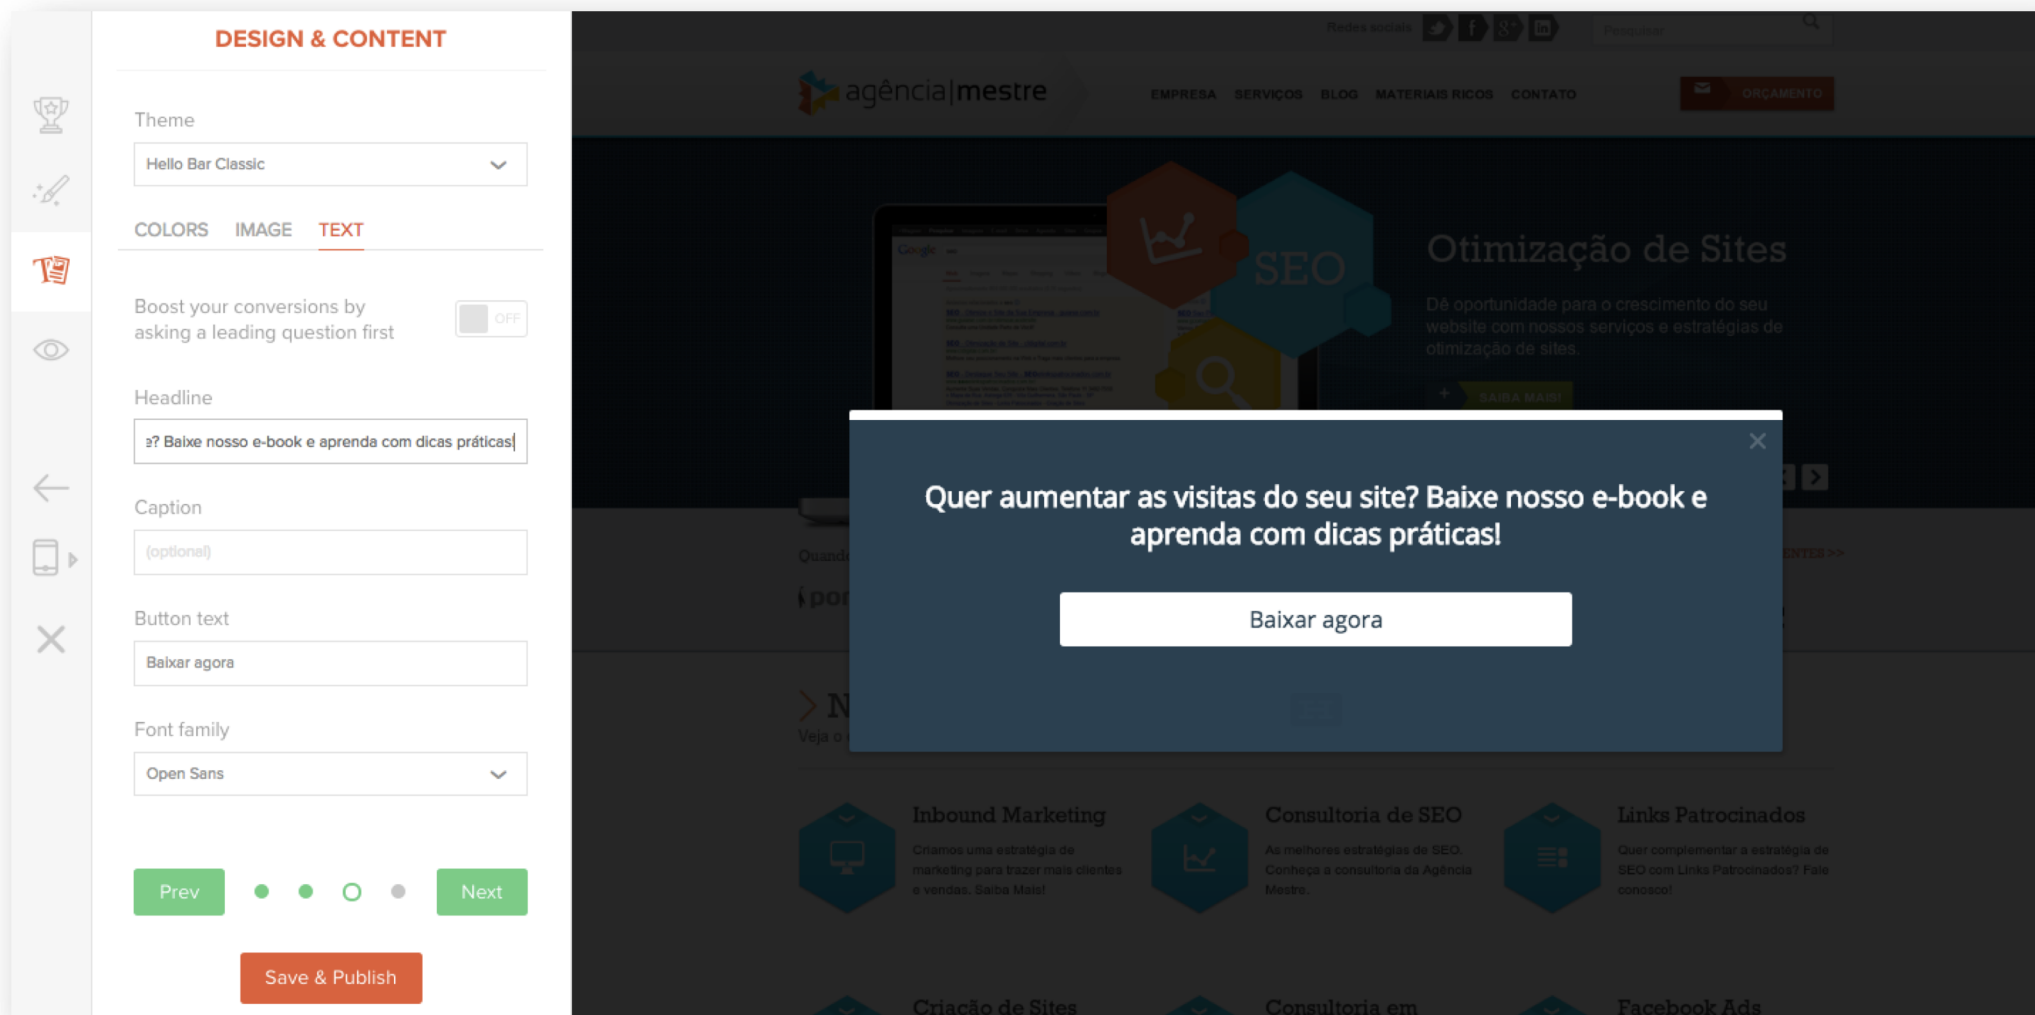 DESIGN & CONTENT
Theme
Hello Bar Classic
COLORS IMAGE TEXT
Boost your conversions by
asking a leading question first
OFF
Headline
e? Baixe nosso e-book e aprenda com dicas práticas!
Caption
(optional)
Button text
Baixar agora
Font family
Open Sans
Prev
Next
Save & Publish
Redes sociais
Pesquisar
agência|mestre
EMPRESA SERVIÇOS BLOG MATERIAIS RICOS CONTATO
ORÇAMENTO
Google
SEO
Otimização de Sites
Dê oportunidade para o crescimento do seu
website com nossos serviços e estratégias de
otimização de sites.
+ SAIBA MAIS!
×
Quer aumentar as visitas do seu site? Baixe nosso e-book e
aprenda com dicas práticas!
Baixar agora
Quando
ENTES >>
por
N
Veja o
Inbound Marketing
Criamos uma estratégia de
marketing para trazer mais clientes
e vendas. Saiba Mais!
Consultoria de SEO
As melhores estratégias de SEO.
Conheça a consultoria da Agência
Mestre.
Links Patrocinados
Quer complementar a estratégia de
SEO com Links Patrocinados? Fale
conosco!
Criação de Sites
Consultoria em
Facebook Ads